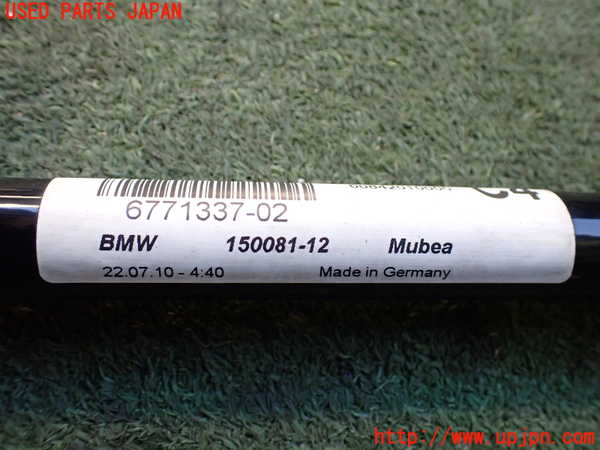 USED PARTS JAPAN
6771337-02
BMW 150081-12 Mubea
22.07.10 - 4:40 Made in Germany
http://www.upjpn.com/